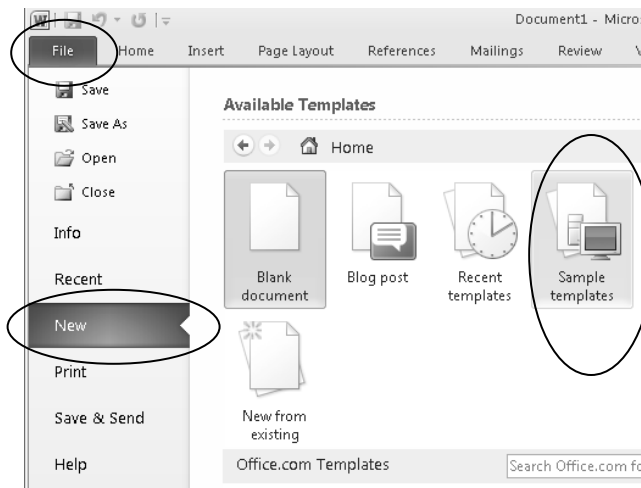 Document1 - Micros
File Home Insert Page Layout References Mailings Review
Save
Save As
Open
Close
Info
Recent
New
Print
Save & Send
Help
Available Templates
Home
Blank document
Blog post
Recent templates
Sample templates
New from existing
Office.com Templates
Search Office.com fo